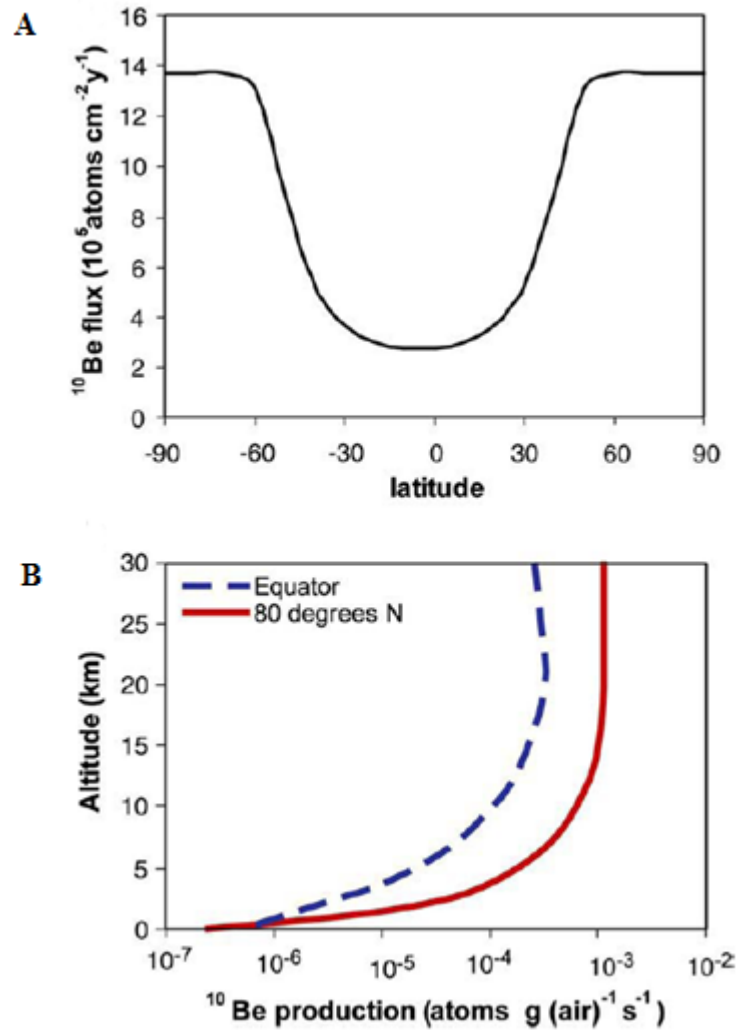 A
16
14
12
10
8
6
4
2
0
¹⁰Be flux (10⁵atoms cm⁻²y⁻¹)
-90 -60 -30 0 30 60 90
latitude
B
30
25
20
15
10
5
0
Altitude (km)
Equator
80 degrees N
10⁻⁷ 10⁻⁶ 10⁻⁵ 10⁻⁴ 10⁻³ 10⁻²
¹⁰ Be production (atoms g (air)⁻¹ s⁻¹)